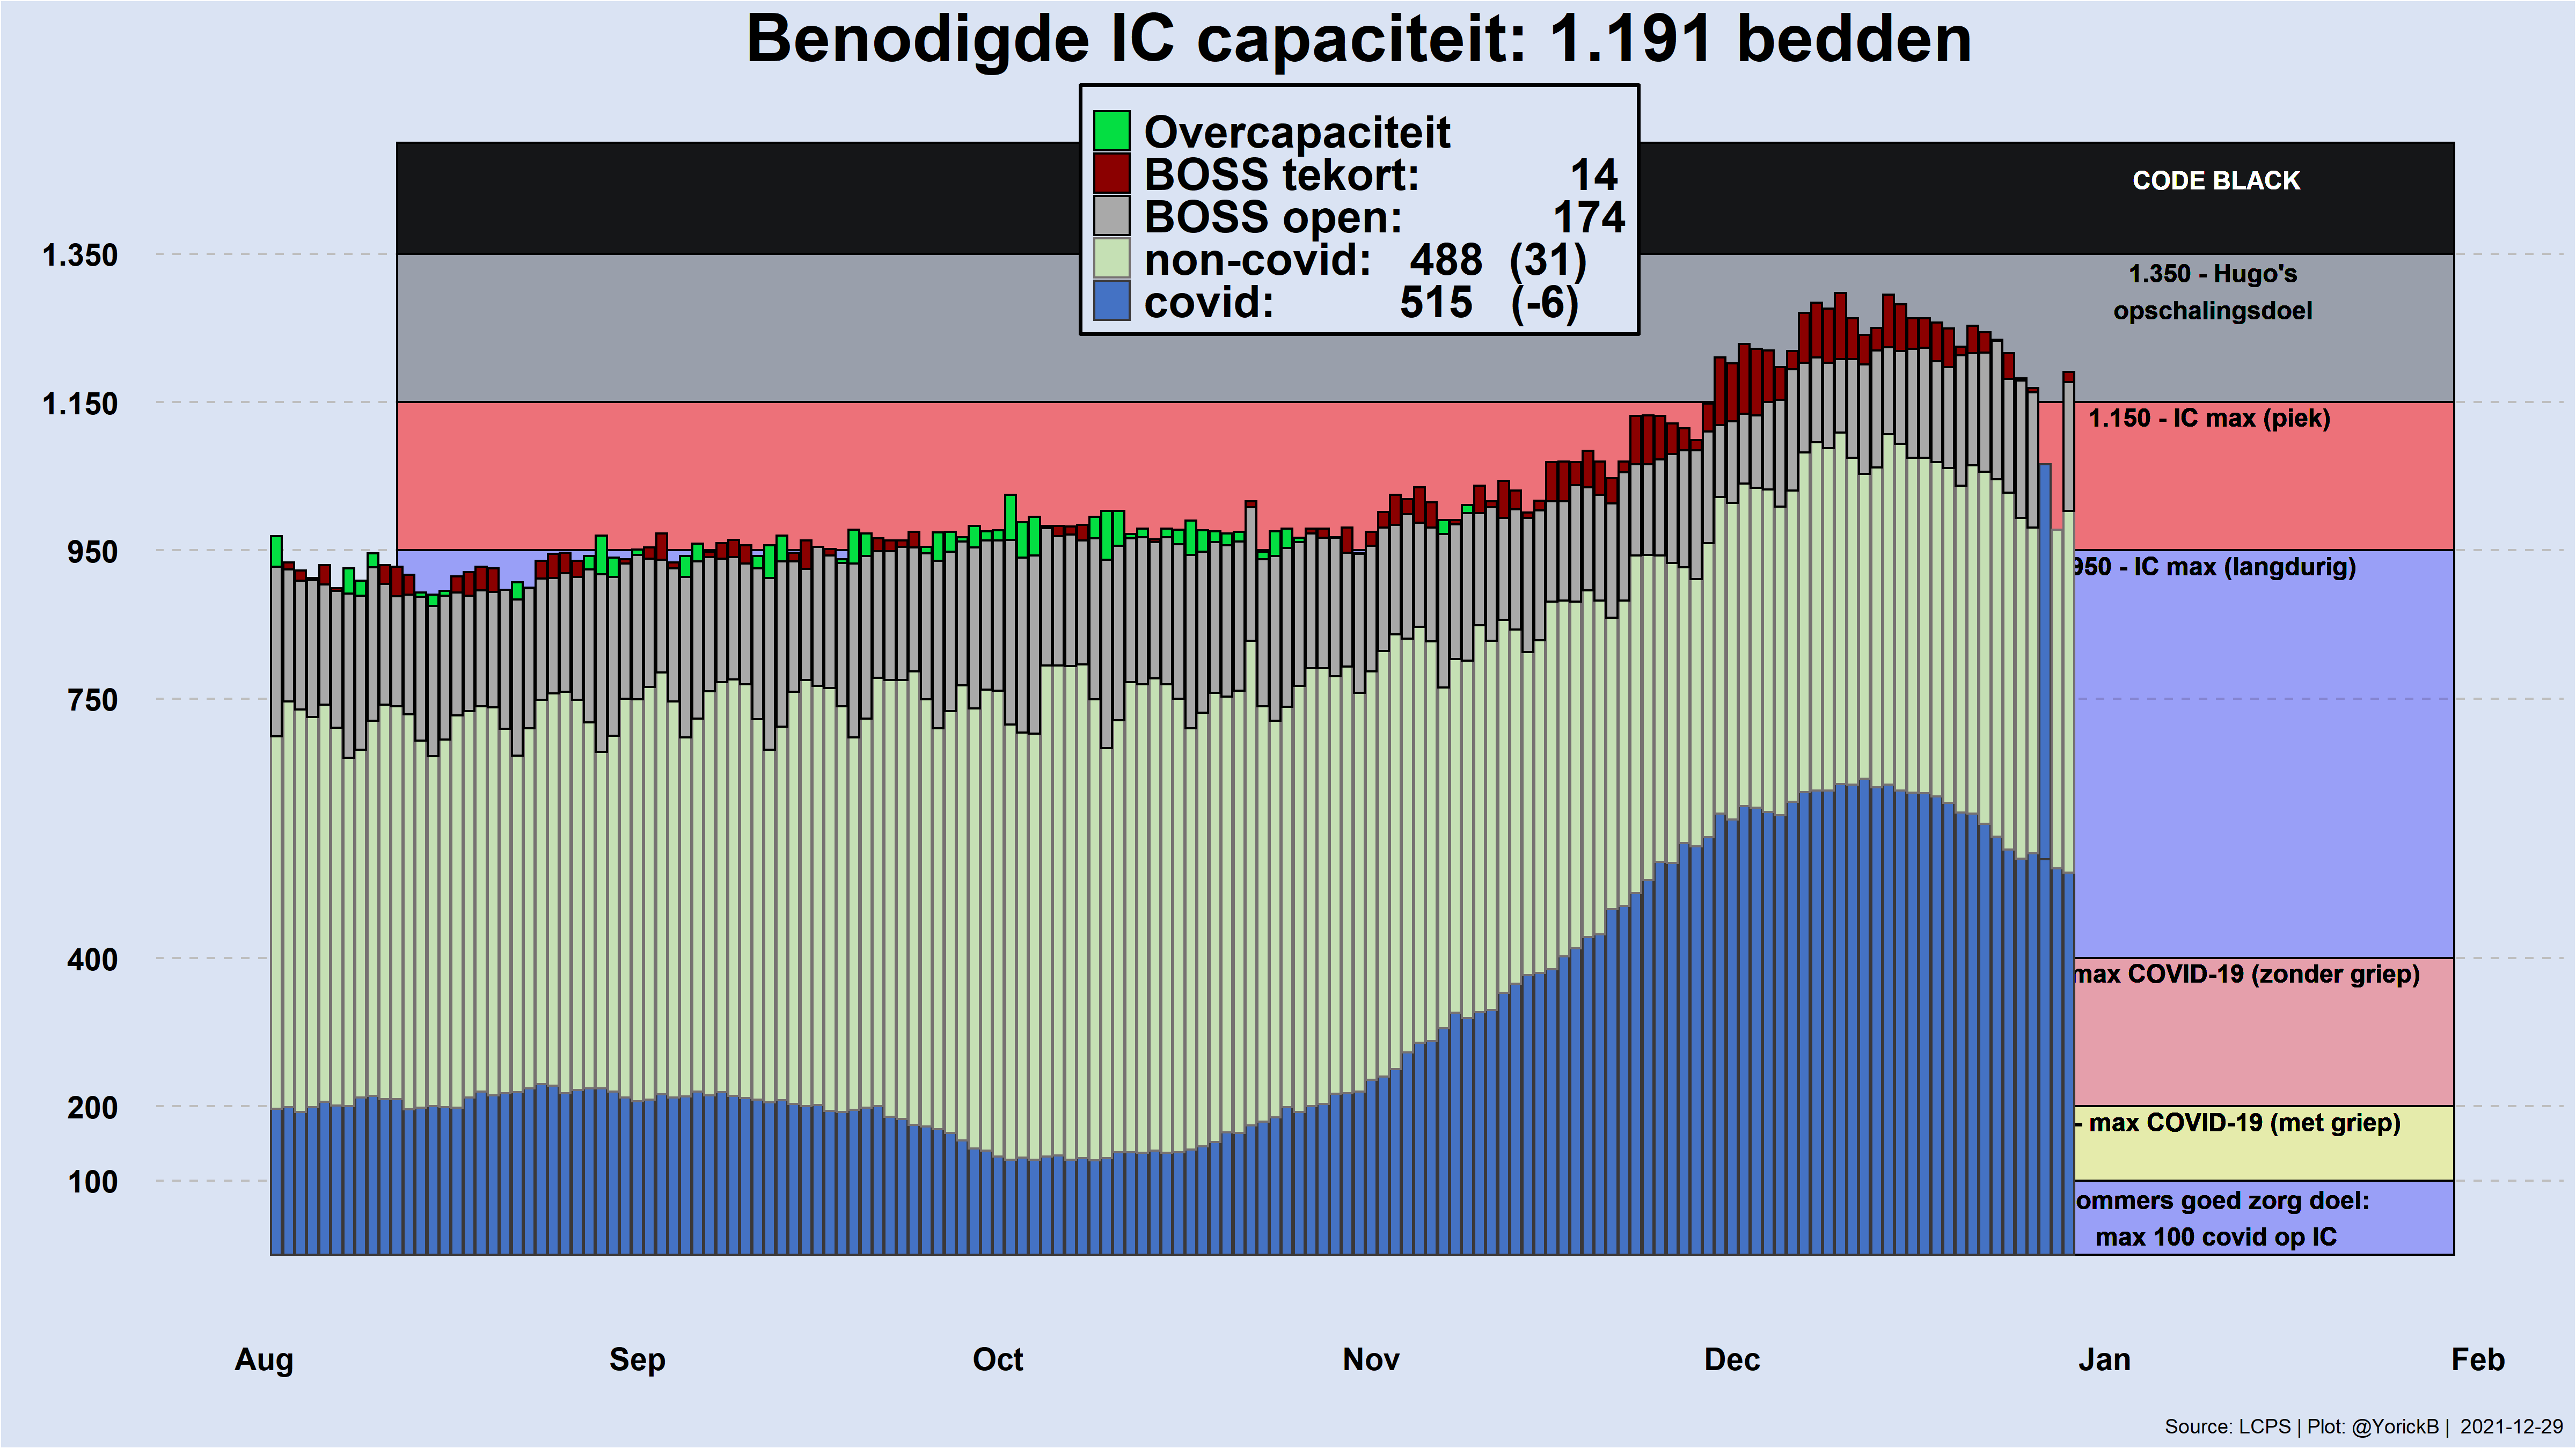 Benodigde IC capaciteit: 1.191 bedden
Overcapaciteit
BOSS tekort: 14
BOSS open: 174
non-covid: 488 (31)
covid: 515 (-6)
CODE BLACK
1.350 - Hugo's
opschalingsdoel
1.150 - IC max (piek)
950 - IC max (langdurig)
max COVID-19 (zonder griep)
- max COVID-19 (met griep)
ommers goed zorg doel:
max 100 covid op IC
1.350
1.150
950
750
400
200
100
Aug Sep Oct Nov Dec Jan Feb
Source: LCPS | Plot: @YorickB | 2021-12-29